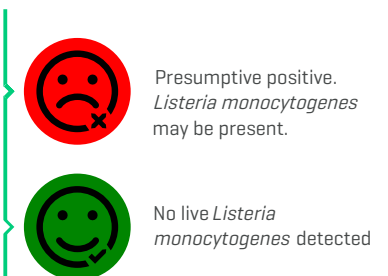 Presumptive positive.
Listeria monocytogenes
may be present.
No live Listeria
monocytogenes detected